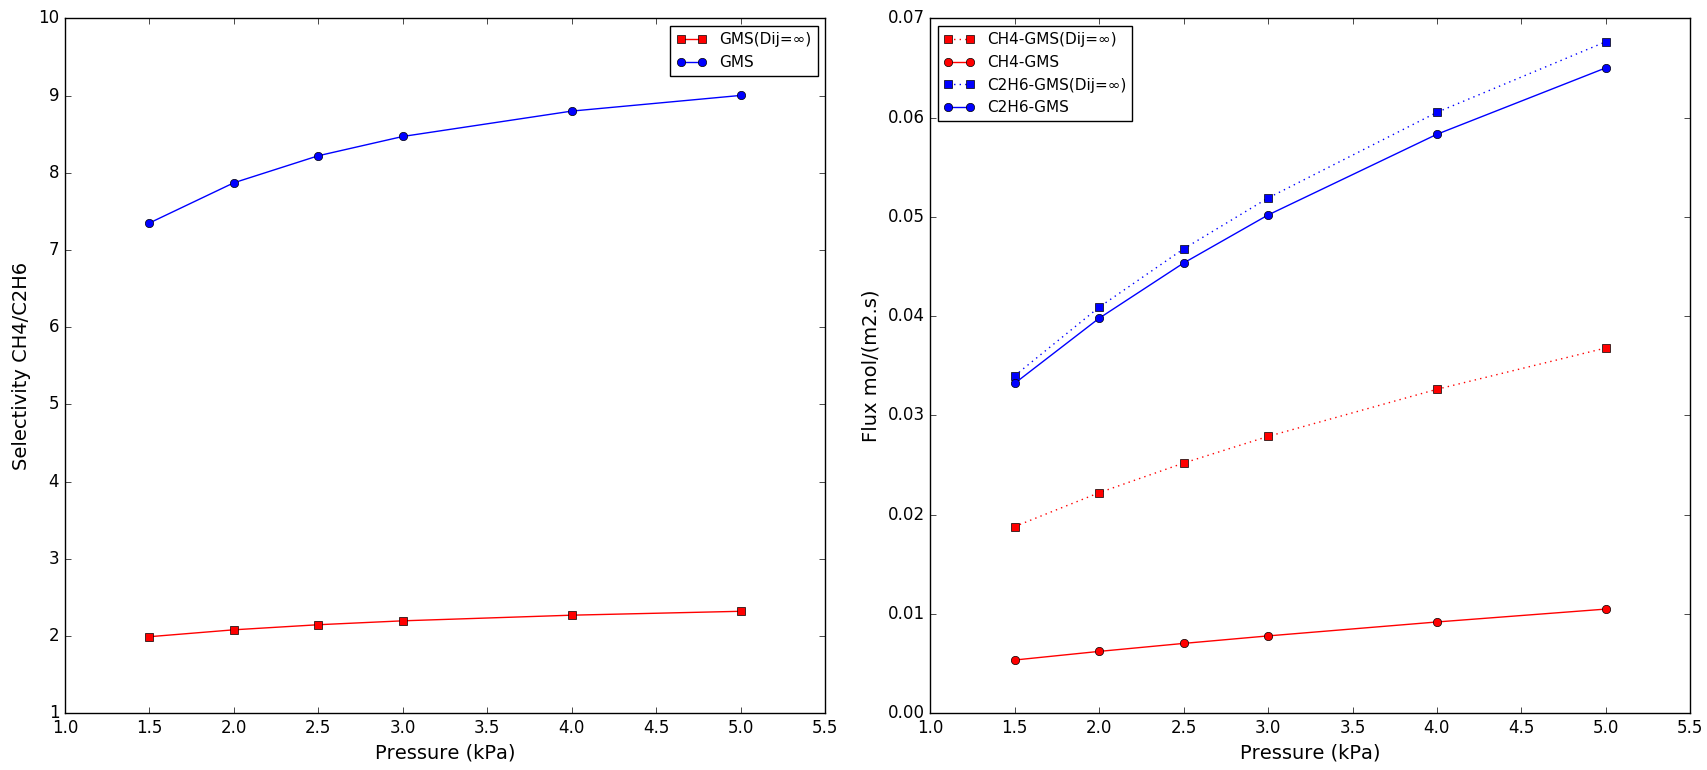 10
9
8
7
6
5
4
3
2
1
1.0 1.5 2.0 2.5 3.0 3.5 4.0 4.5 5.0 5.5
Pressure (kPa)
Selectivity CH4/C2H6
GMS(Dij=∞)
GMS
0.07
0.06
0.05
0.04
0.03
0.02
0.01
0.00
1.0 1.5 2.0 2.5 3.0 3.5 4.0 4.5 5.0 5.5
Pressure (kPa)
Flux mol/(m2.s)
CH4-GMS(Dij=∞)
CH4-GMS
C2H6-GMS(Dij=∞)
C2H6-GMS